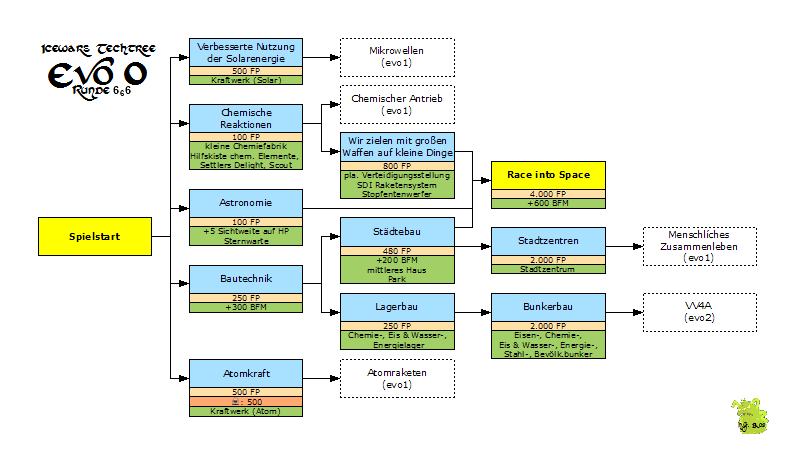 Icewars Techtree
Evo 0
Runde 666
Spielstart
Verbesserte Nutzung
der Solarenergie
500 FP
Kraftwerk (Solar)
Mikrowellen
(evo1)
Chemische
Reaktionen
100 FP
kleine Chemiefabrik
Hilfskiste chem. Elemente,
Settlers Delight, Scout
Chemischer Antrieb
(evo1)
Wir zielen mit großen
Waffen auf kleine Dinge
800 FP
pla. Verteidigungsstellung
SDI Raketensystem
Stopfentenwerfer
Race into Space
4.000 FP
+600 BFM
Astronomie
100 FP
+5 Sichtweite auf HP
Sternwarte
Bautechnik
250 FP
+300 BFM
Städtebau
480 FP
+200 BFM
mittleres Haus
Park
Stadtzentren
2.000 FP
Stadtzentrum
Menschliches
Zusammenleben
(evo1)
Lagerbau
250 FP
Chemie-, Eis & Wasser-,
Energielager
Bunkerbau
2.000 FP
Eisen-, Chemie-,
Eis & Wasser-, Energie-,
Stahl-, Bevölk.bunker
VV4A
(evo2)
Atomkraft
500 FP
: 500
Kraftwerk (Atom)
Atomraketen
(evo1)